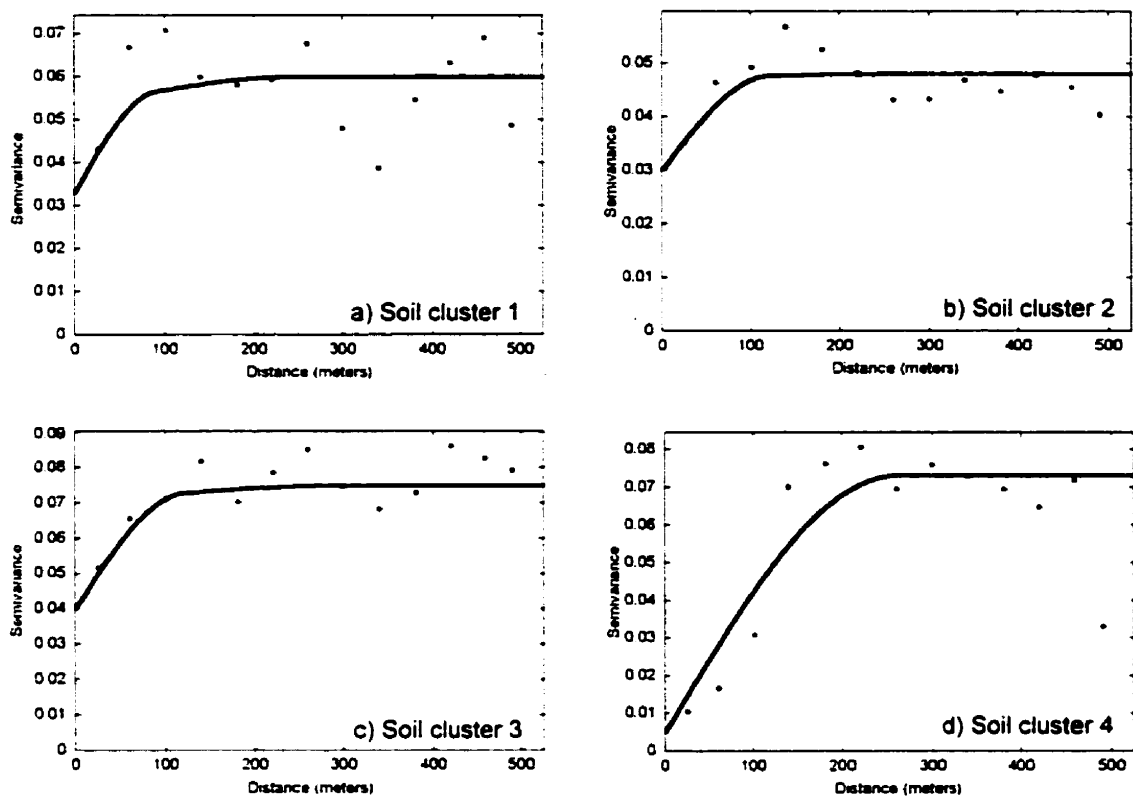 0.07
0.06
0.05
0.04
0.03
0.02
0.01
0
Semivariance
0 100 200 300 400 500
Distance (meters)
a) Soil cluster 1
0.05
0.04
0.03
0.02
0.01
0
Semivariance
0 100 200 300 400 500
Distance (meters)
b) Soil cluster 2
0.09
0.08
0.07
0.06
0.05
0.04
0.03
0.02
0.01
0
Semivariance
0 100 200 300 400 500
Distance (meters)
c) Soil cluster 3
0.08
0.07
0.06
0.05
0.04
0.03
0.02
0.01
0
Semivariance
0 100 200 300 400 500
Distance (meters)
d) Soil cluster 4